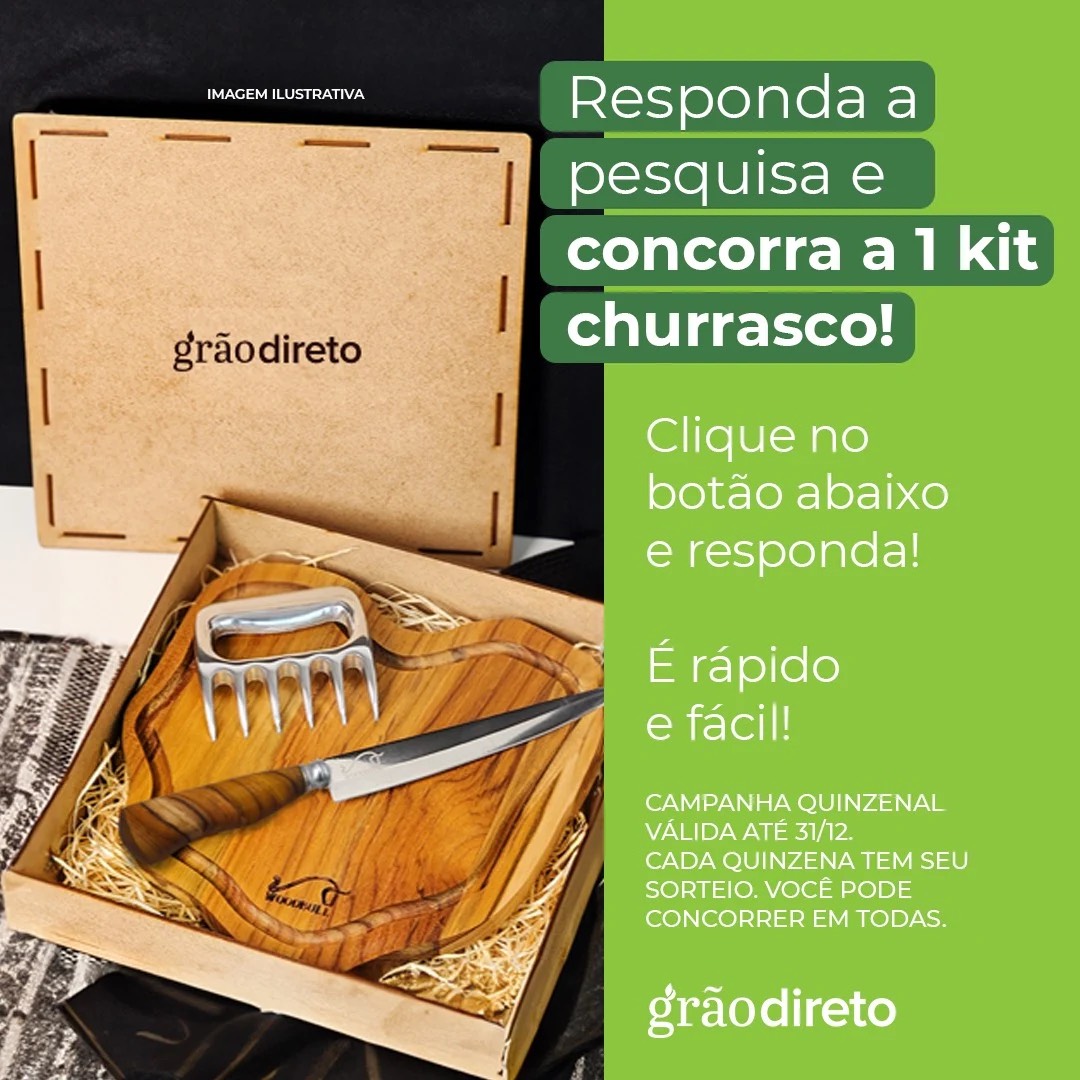 IMAGEM ILUSTRATIVA
grãodireto
WOODBULL
Responda a
pesquisa e
concorra a 1 kit
churrasco!
Clique no
botão abaixo
e responda!
É rápido
e fácil!
CAMPANHA QUINZENAL
VÁLIDA ATÉ 31/12.
CADA QUINZENA TEM SEU
SORTEIO. VOCÊ PODE
CONCORRER EM TODAS.
grãodireto